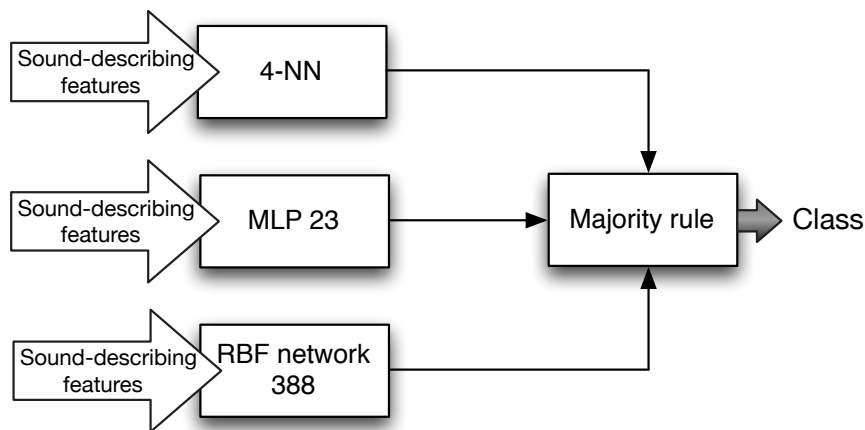 Sound-describing
features
4-NN
Sound-describing
features
MLP 23
Majority rule
Class
Sound-describing
features
RBF network
388